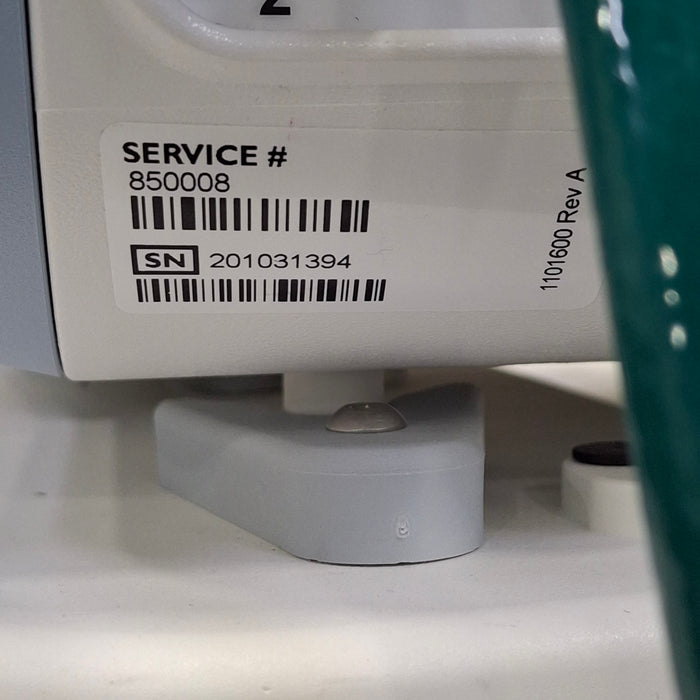 2
SERVICE #
850008
SN 201031394
1101600 Rev A